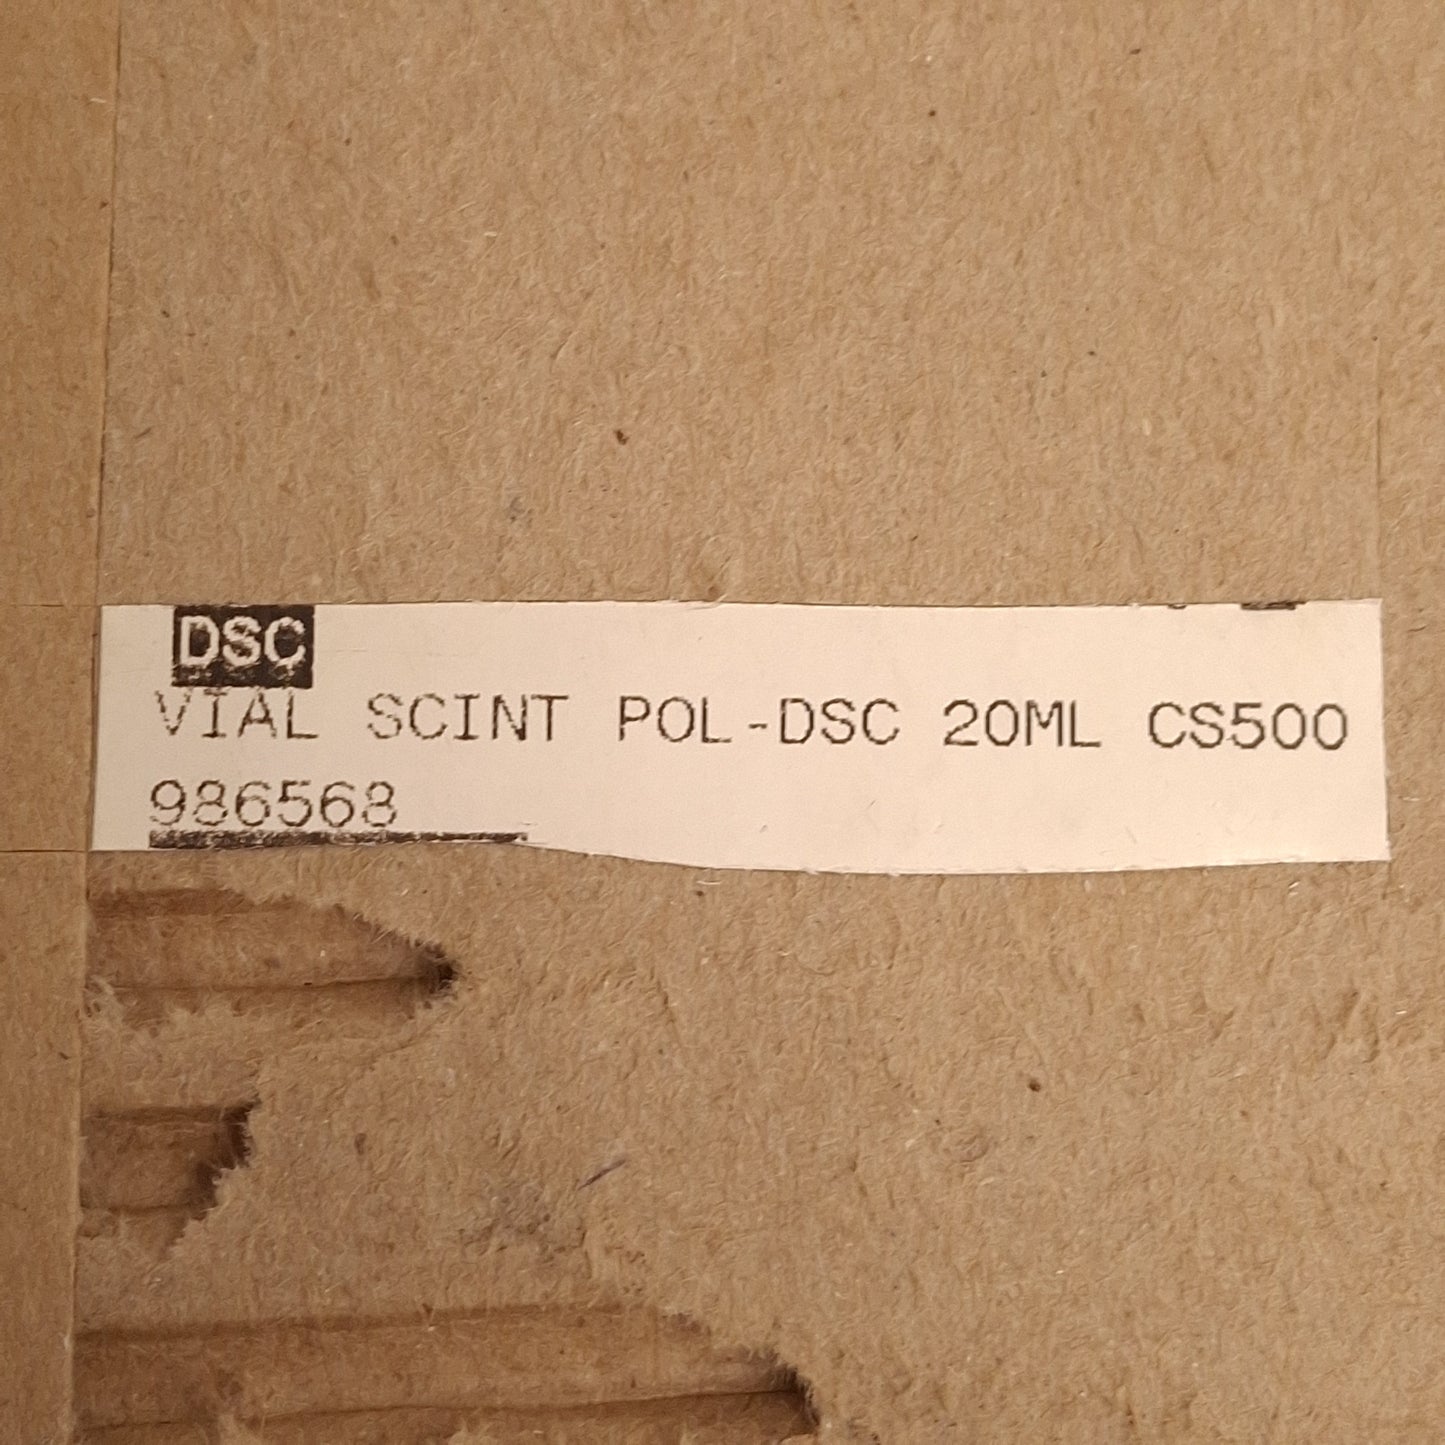 DSC
VIAL SCINT POL-DSC 20ML CS500
986568